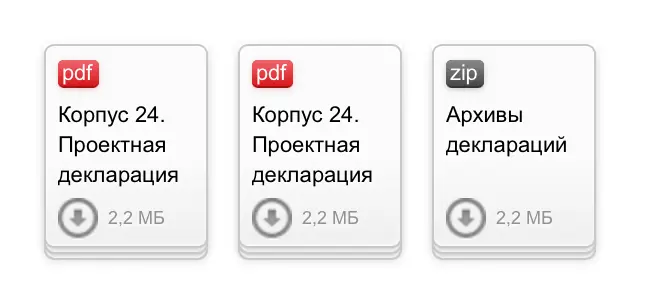 pdf
Корпус 24.
Проектная
декларация
2,2 МБ
pdf
Корпус 24.
Проектная
декларация
2,2 МБ
zip
Архивы
деклараций
2,2 МБ